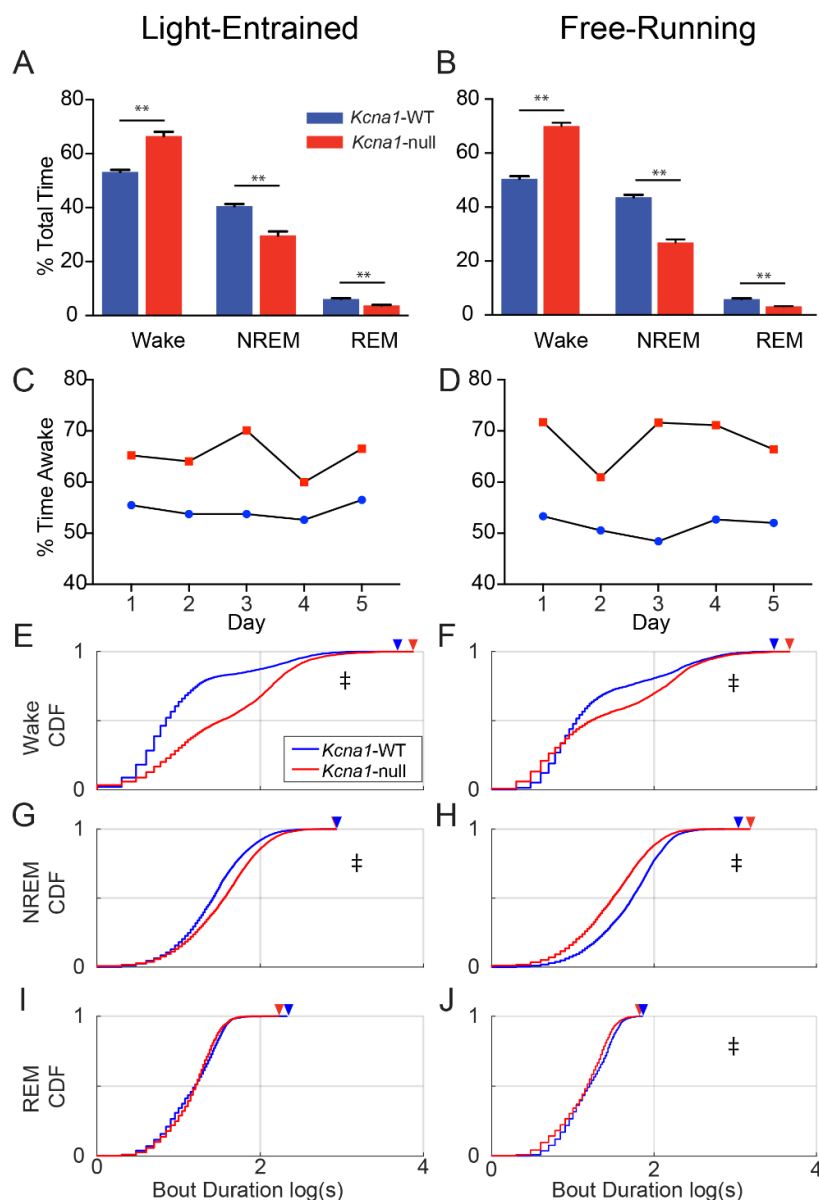 Light-Entrained Free-Running
A B
80 ** Kcna1-WT 80 **
60 Kcna1-null 60
% Total Time
40 ** 40 **
20 ** 20 **
0 0
Wake NREM REM Wake NREM REM
C D
80 80
70 70
% Time Awake
60 60
50 50
40 40
1 2 3 4 5 1 2 3 4 5
Day Day
E F
1 1
‡ ‡
Wake
CDF
Kcna1-WT
Kcna1-null
0 0
G H
1 1
‡ ‡
NREM
CDF
0 0
I J
1 1
‡
REM
CDF
0 0
0 2 4 0 2 4
Bout Duration log(s) Bout Duration log(s)